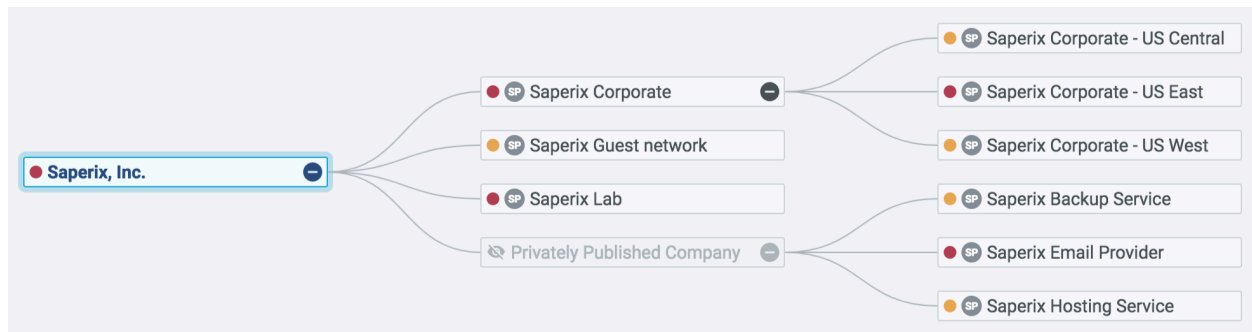 Saperix, Inc.
SP Saperix Corporate
SP Saperix Guest network
SP Saperix Lab
Privately Published Company
SP Saperix Corporate - US Central
SP Saperix Corporate - US East
SP Saperix Corporate - US West
SP Saperix Backup Service
SP Saperix Email Provider
SP Saperix Hosting Service